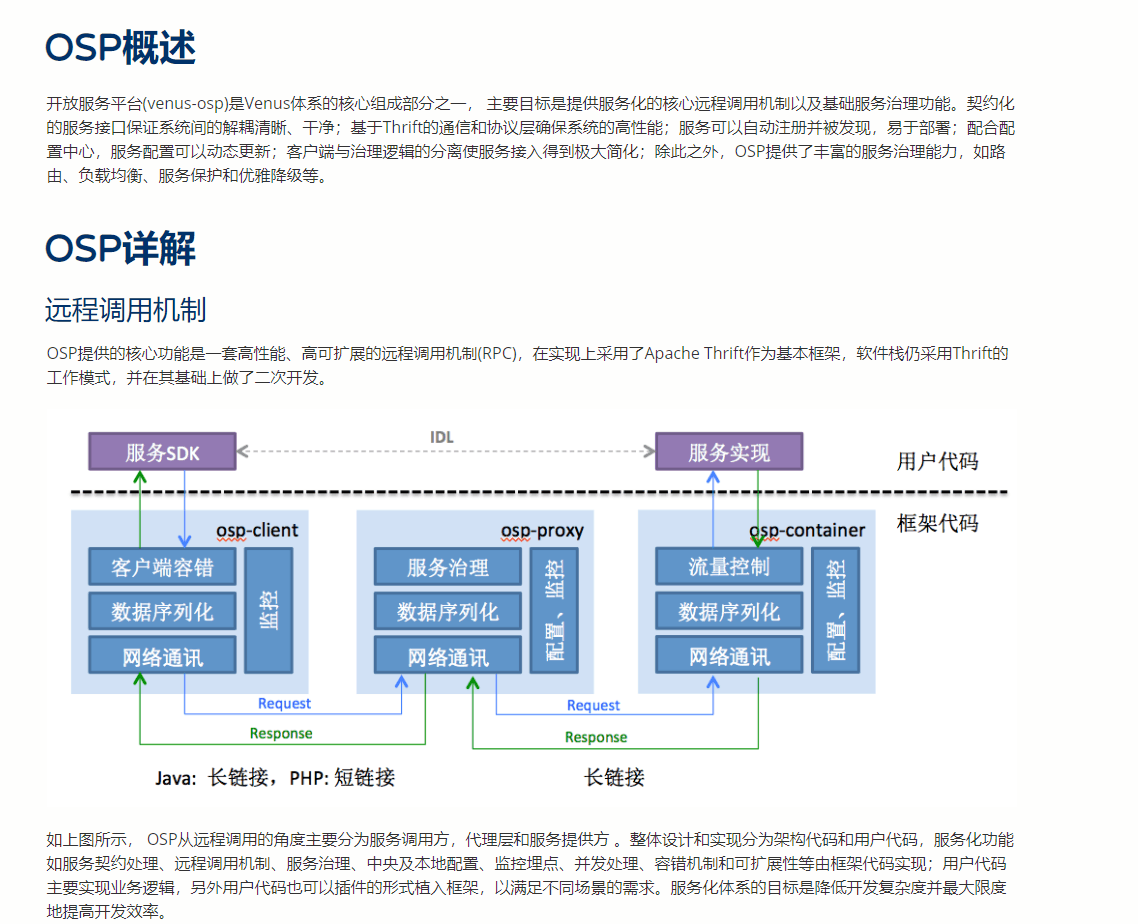 OSP概述
开放服务平台(venus-osp)是Venus体系的核心组成部分之一， 主要目标是提供服务化的核心远程调用机制以及基础服务治理功能。契约化
的服务接口保证系统间的解耦清晰、干净；基于Thrift的通信和协议层确保系统的高性能；服务可以自动注册并被发现，易于部署；配合配
置中心，服务配置可以动态更新；客户端与治理逻辑的分离使服务接入得到极大简化；除此之外，OSP提供了丰富的服务治理能力，如路
由、负载均衡、服务保护和优雅降级等。
OSP详解
远程调用机制
OSP提供的核心功能是一套高性能、高可扩展的远程调用机制(RPC)，在实现上采用了Apache Thrift作为基本框架，软件栈仍采用Thrift的
工作模式，并在其基础上做了二次开发。
IDL
服务SDK
服务实现
用户代码
框架代码
osp-client
osp-proxy
osp-container
客户端容错
数据序列化
网络通讯
监控
服务治理
数据序列化
网络通讯
配置、监控
流量控制
数据序列化
网络通讯
配置、监控
Request
Response
Request
Response
Java: 长链接，PHP: 短链接
长链接
如上图所示， OSP从远程调用的角度主要分为服务调用方，代理层和服务提供方 。整体设计和实现分为架构代码和用户代码，服务化功能
如服务契约处理、远程调用机制、服务治理、中央及本地配置、监控埋点、并发处理、容错机制和可扩展性等由框架代码实现；用户代码
主要实现业务逻辑，另外用户代码也可以插件的形式植入框架，以满足不同场景的需求。服务化体系的目标是降低开发复杂度并最大限度
地提高开发效率。